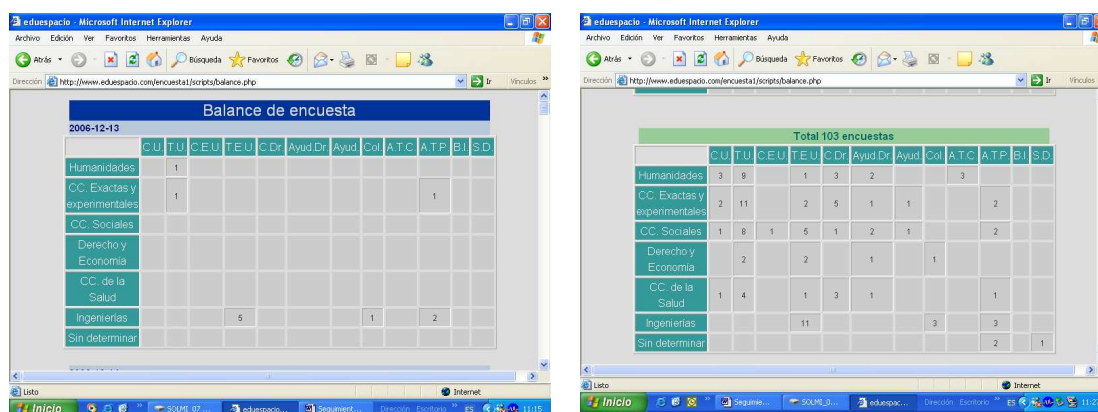 eduespacio - Microsoft Internet Explorer
Archivo Edición Ver Favoritos Herramientas Ayuda
Atrás Búsqueda Favoritos
Dirección http://www.eduespacio.com/encuesta1/scripts/balance.php Ir Vínculos »
Balance de encuesta
2006-12-13
C.U. T.U. C.E.U. T.E.U. C.Dr. Ayud.Dr. Ayud. Col. A.T.C. A.T.P. B.I. S.D.
Humanidades 1
CC. Exactas y
experimentales 1 1
CC. Sociales
Derecho y
Economía
CC. de la
Salud
Ingenierías 5 1 2
Sin determinar
Listo Internet
Inicio SOLMI_07... eduespacio... Seguimient... Dirección Escritorio » ES 11:15
eduespacio - Microsoft Internet Explorer
Archivo Edición Ver Favoritos Herramientas Ayuda
Atrás Búsqueda Favoritos
Dirección http://www.eduespacio.com/encuesta1/scripts/balance.php Ir Vínculos
Total 103 encuestas
C.U. T.U. C.E.U. T.E.U. C.Dr. Ayud.Dr. Ayud. Col. A.T.C. A.T.P. B.I. S.D.
Humanidades 3 9 1 3 2 3
CC. Exactas y
experimentales 2 11 2 5 1 1 2
CC. Sociales 1 8 1 5 1 2 1 2
Derecho y
Economía 2 2 1 1
CC. de la
Salud 1 4 1 3 1 1
Ingenierías 11 3 3
Sin determinar 2 1
Listo Internet
Inicio Seguimie... SOLMI_0... eduespac... Dirección Escritorio » ES